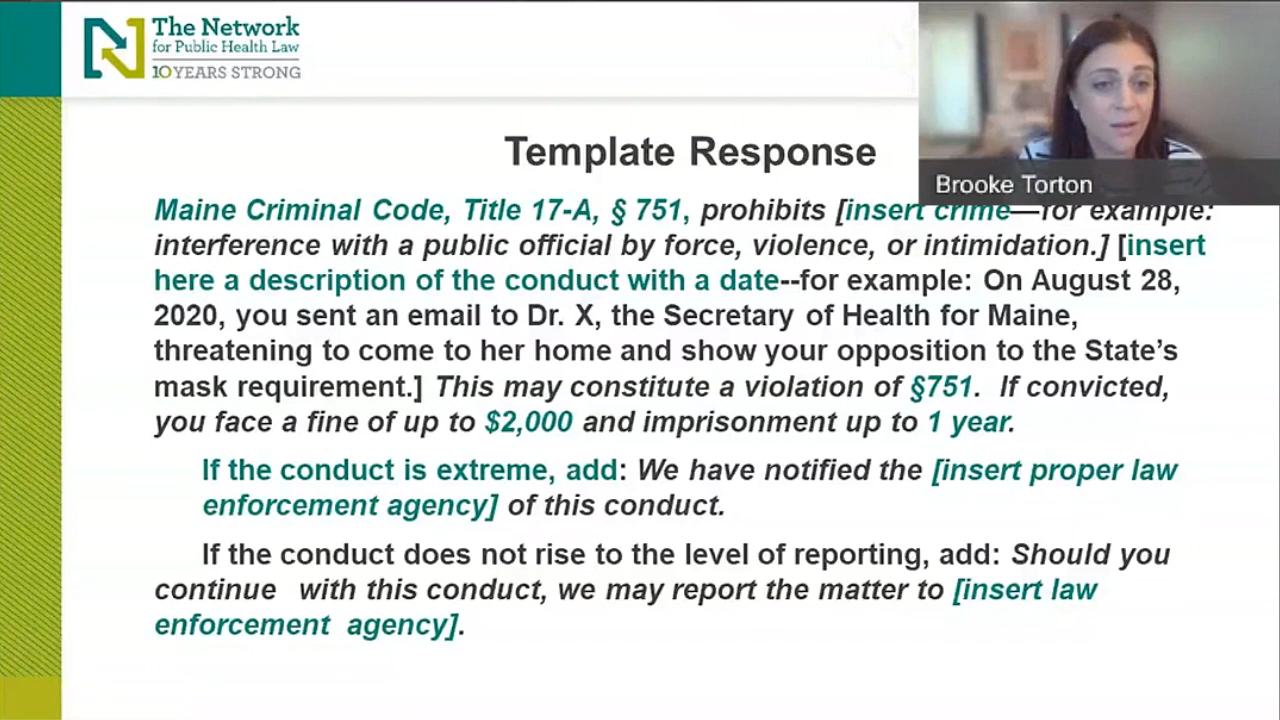 The Network
for Public Health Law
10 YEARS STRONG
Brooke Torton
Template Response
Maine Criminal Code, Title 17-A, § 751, prohibits [insert crime—for example:
interference with a public official by force, violence, or intimidation.] [insert
here a description of the conduct with a date--for example: On August 28,
2020, you sent an email to Dr. X, the Secretary of Health for Maine,
threatening to come to her home and show your opposition to the State's
mask requirement.] This may constitute a violation of §751. If convicted,
you face a fine of up to $2,000 and imprisonment up to 1 year.
If the conduct is extreme, add: We have notified the [insert proper law
enforcement agency] of this conduct.
If the conduct does not rise to the level of reporting, add: Should you
continue with this conduct, we may report the matter to [insert law
enforcement agency].